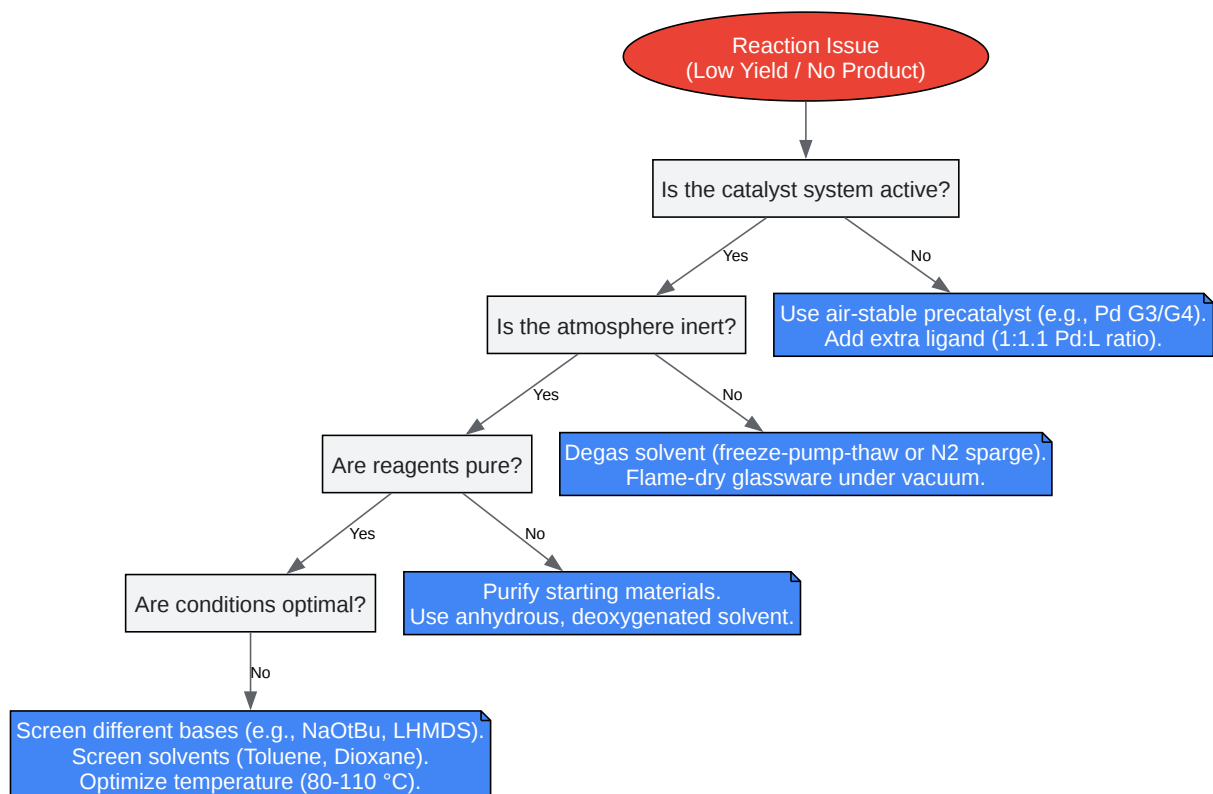 Reaction Issue
(Low Yield / No Product)
Is the catalyst system active?
Yes
No
Is the atmosphere inert?
Use air-stable precatalyst (e.g., Pd G3/G4).
Add extra ligand (1:1.1 Pd:L ratio).
Yes
No
Are reagents pure?
Degas solvent (freeze-pump-thaw or N2 sparge).
Flame-dry glassware under vacuum.
Yes
No
Are conditions optimal?
Purify starting materials.
Use anhydrous, deoxygenated solvent.
No
Screen different bases (e.g., NaOtBu, LHMDS).
Screen solvents (Toluene, Dioxane).
Optimize temperature (80-110 °C).